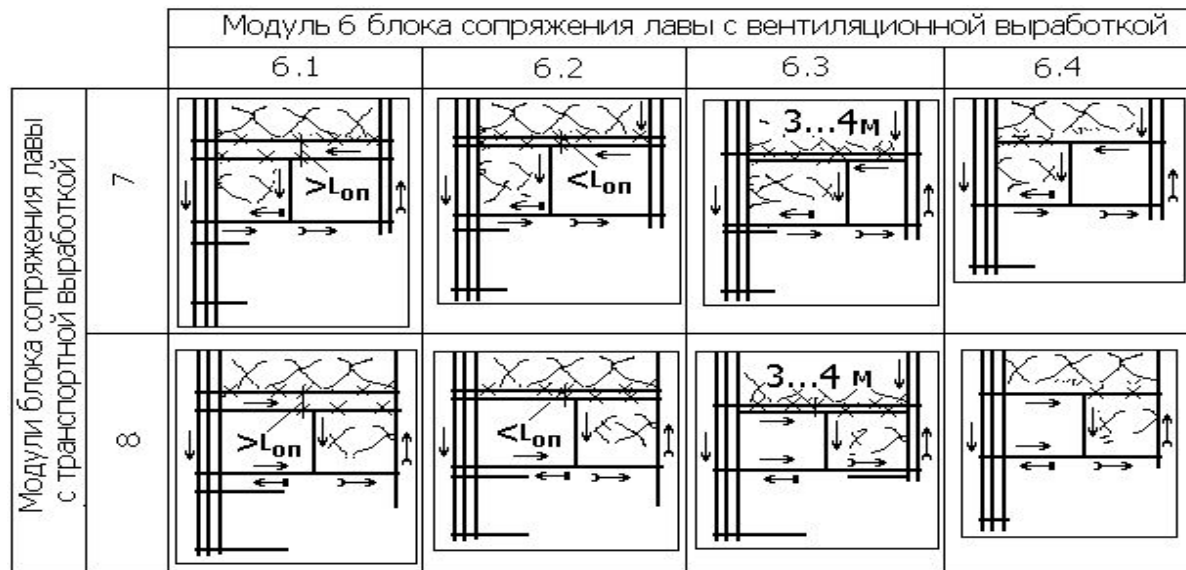 Модуль 6 блока сопряжения лавы с вентиляционной выработкой
6.1
6.2
6.3
6.4
Модули блока сопряжения лавы
с транспортной выработкой
7
>Lоп
<Lоп
3...4м
8
>Lоп
<Lоп
3...4 м